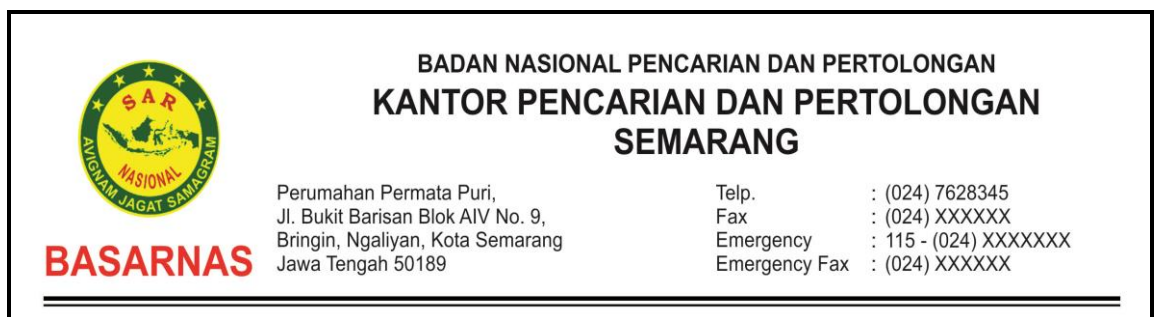 BADAN NASIONAL PENCARIAN DAN PERTOLONGAN
KANTOR PENCARIAN DAN PERTOLONGAN
SEMARANG
SAR
NASIONAL
AVIGNAM JAGAT SAMAGRAM
BASARNAS
Perumahan Permata Puri,
Jl. Bukit Barisan Blok AIV No. 9,
Bringin, Ngaliyan, Kota Semarang
Jawa Tengah 50189
Telp. : (024) 7628345
Fax : (024) XXXXXX
Emergency : 115 - (024) XXXXXXX
Emergency Fax : (024) XXXXXX